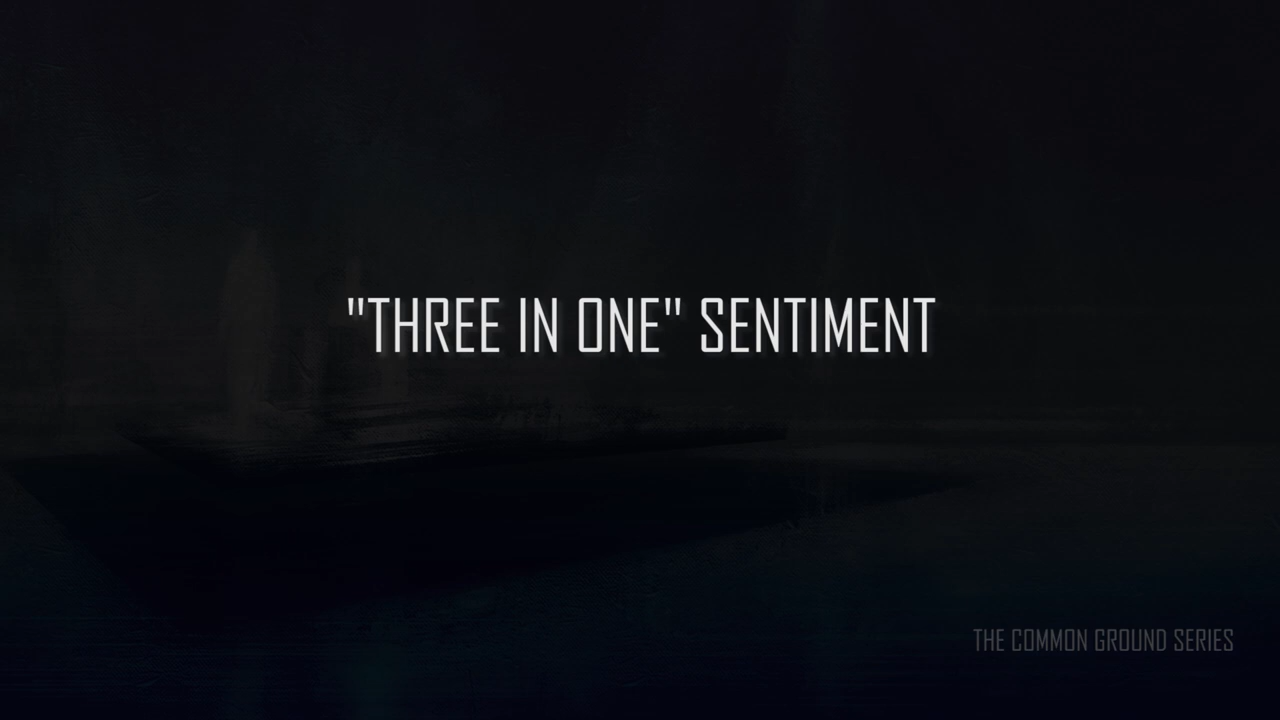 "THREE IN ONE" SENTIMENT
THE COMMON GROUND SERIES